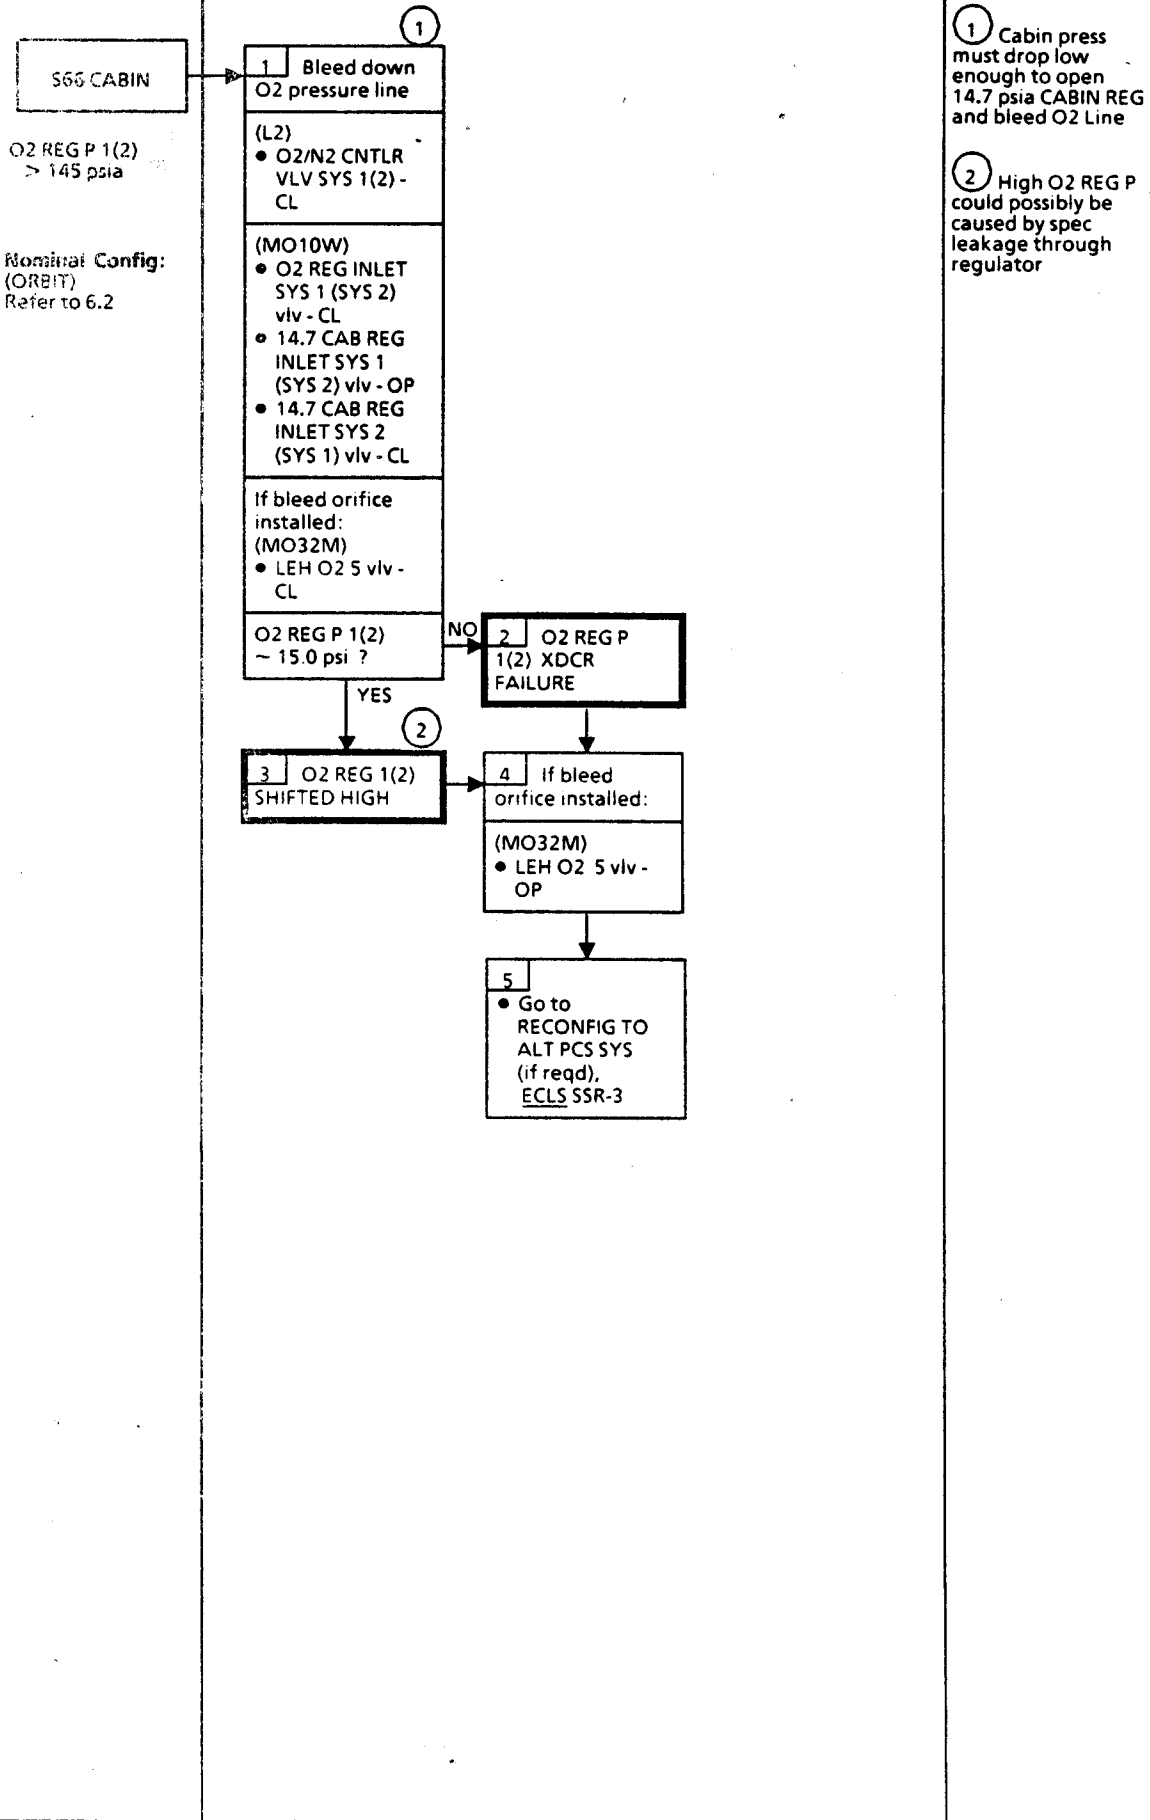 S66 CABIN
O2 REG P 1(2)
> 145 psia
Nominal Config:
(ORBIT)
Refer to 6.2
1
1 Bleed down
O2 pressure line
(L2)
● O2/N2 CNTLR
VLV SYS 1(2) -
CL
(MO10W)
● O2 REG INLET
SYS 1 (SYS 2)
vlv - CL
● 14.7 CAB REG
INLET SYS 1
(SYS 2) vlv - OP
● 14.7 CAB REG
INLET SYS 2
(SYS 1) vlv - CL
If bleed orifice
installed:
(MO32M)
● LEH O2 5 vlv -
CL
O2 REG P 1(2)
~ 15.0 psi ?
NO
YES
2 O2 REG P
1(2) XDCR
FAILURE
2
3 O2 REG 1(2)
SHIFTED HIGH
4 If bleed
orifice installed:
(MO32M)
● LEH O2 5 vlv -
OP
5
● Go to
RECONFIG TO
ALT PCS SYS
(if reqd),
ECLS SSR-3
1 Cabin press
must drop low
enough to open
14.7 psia CABIN REG
and bleed O2 Line
2 High O2 REG P
could possibly be
caused by spec
leakage through
regulator